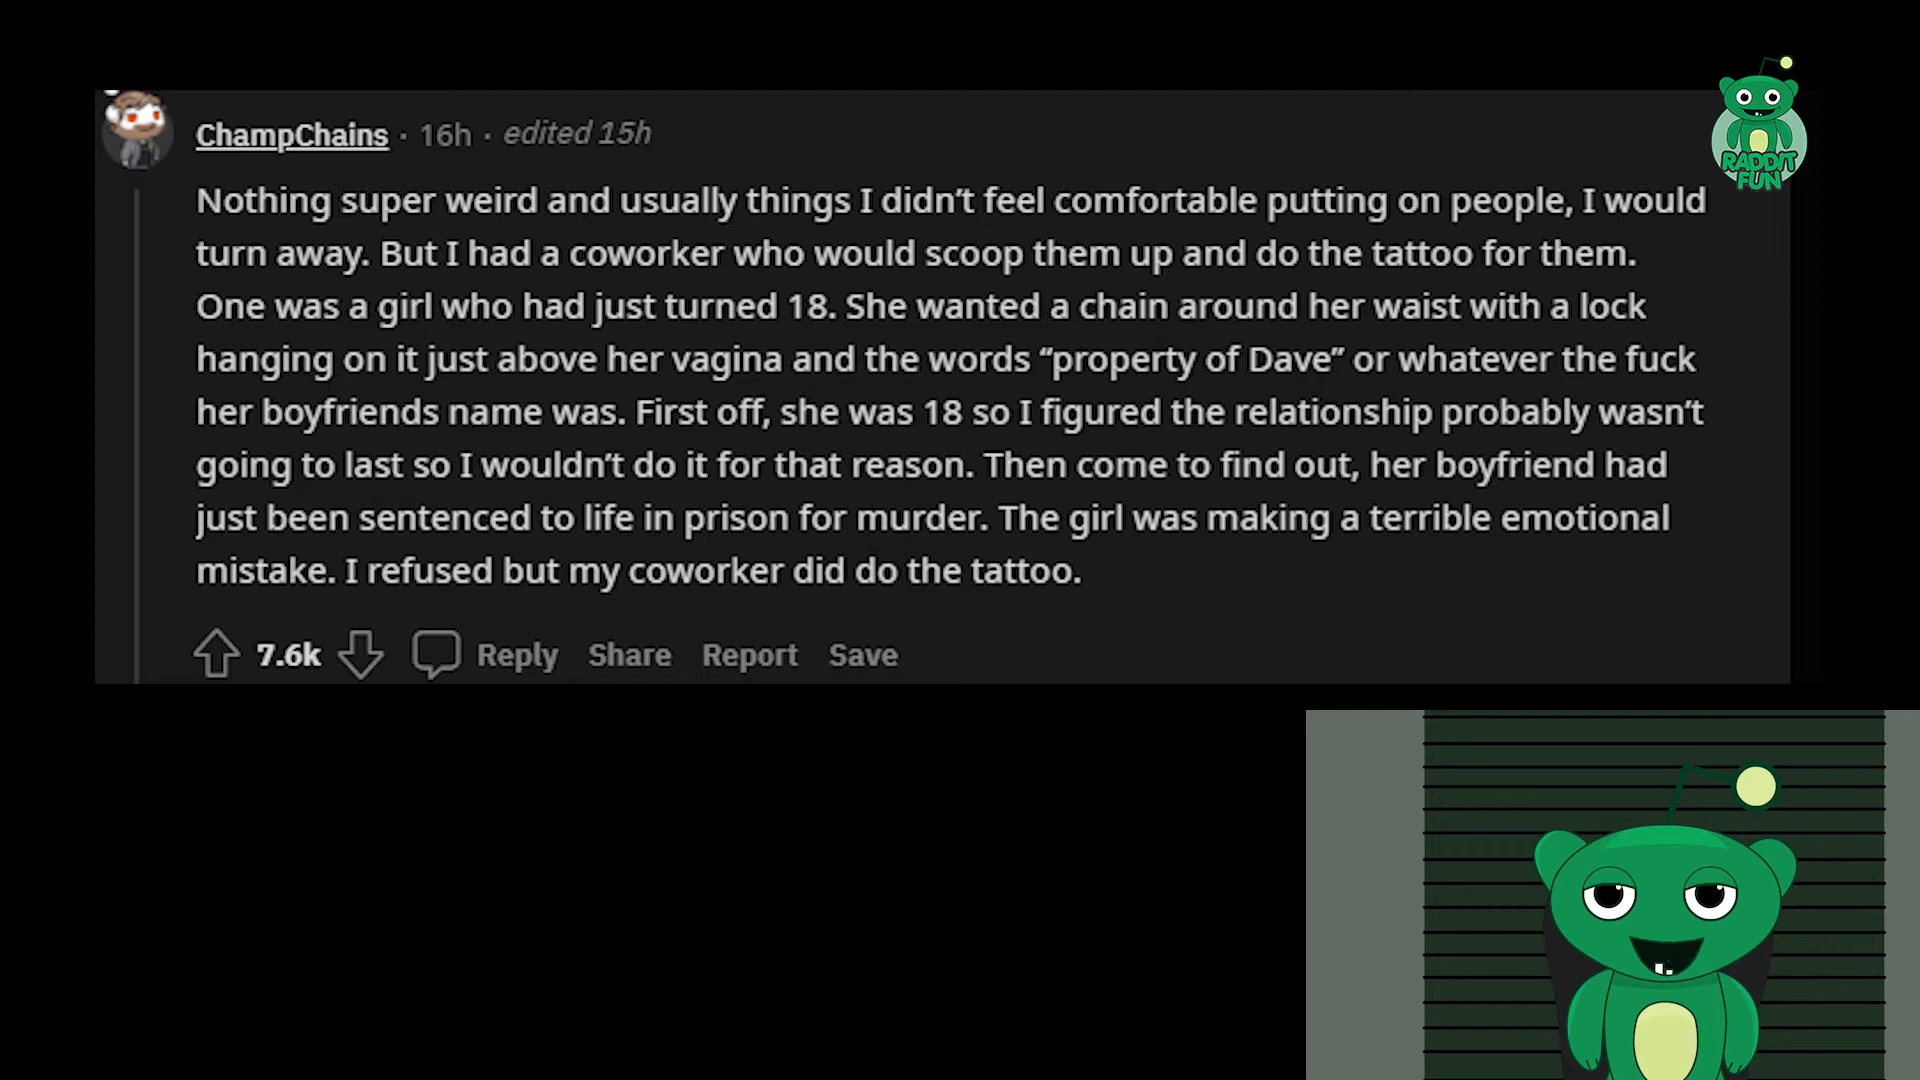 ChampChains · 16h · edited 15h
RADDIT
FUN
Nothing super weird and usually things I didn’t feel comfortable putting on people, I would
turn away. But I had a coworker who would scoop them up and do the tattoo for them.
One was a girl who had just turned 18. She wanted a chain around her waist with a lock
hanging on it just above her vagina and the words “property of Dave” or whatever the fuck
her boyfriends name was. First off, she was 18 so I figured the relationship probably wasn’t
going to last so I wouldn’t do it for that reason. Then come to find out, her boyfriend had
just been sentenced to life in prison for murder. The girl was making a terrible emotional
mistake. I refused but my coworker did do the tattoo.
7.6k Reply Share Report Save